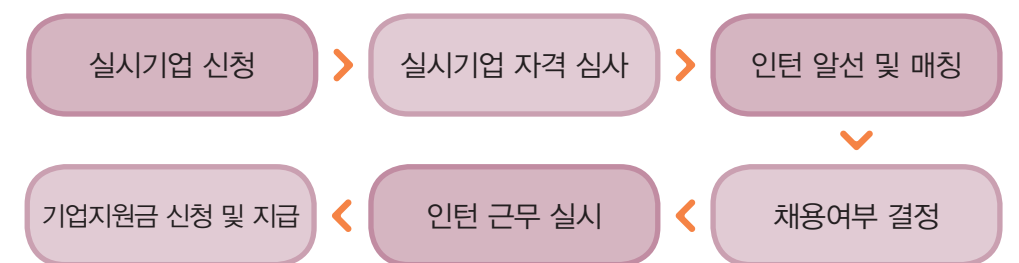 실시기업 신청
실시기업 자격 심사
인턴 알선 및 매칭
채용여부 결정
인턴 근무 실시
기업지원금 신청 및 지급